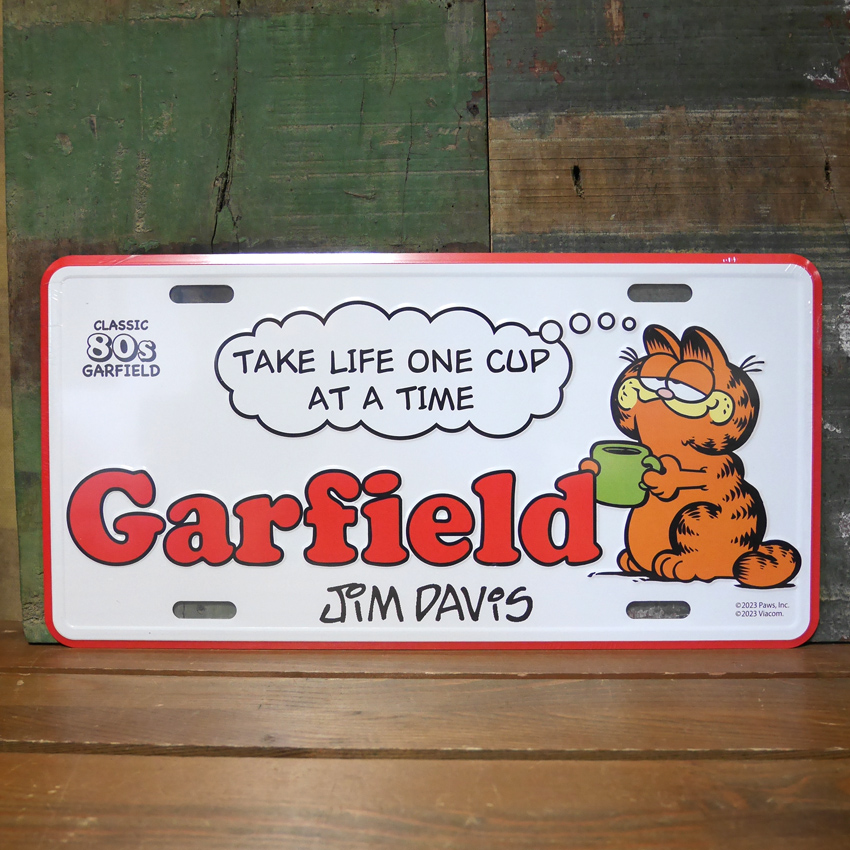 CLASSIC
80s
GARFIELD
TAKE LIFE ONE CUP
AT A TIME
Garfield
JIM DAVIS
©2023 Paws, Inc.
©2023 Viacom.